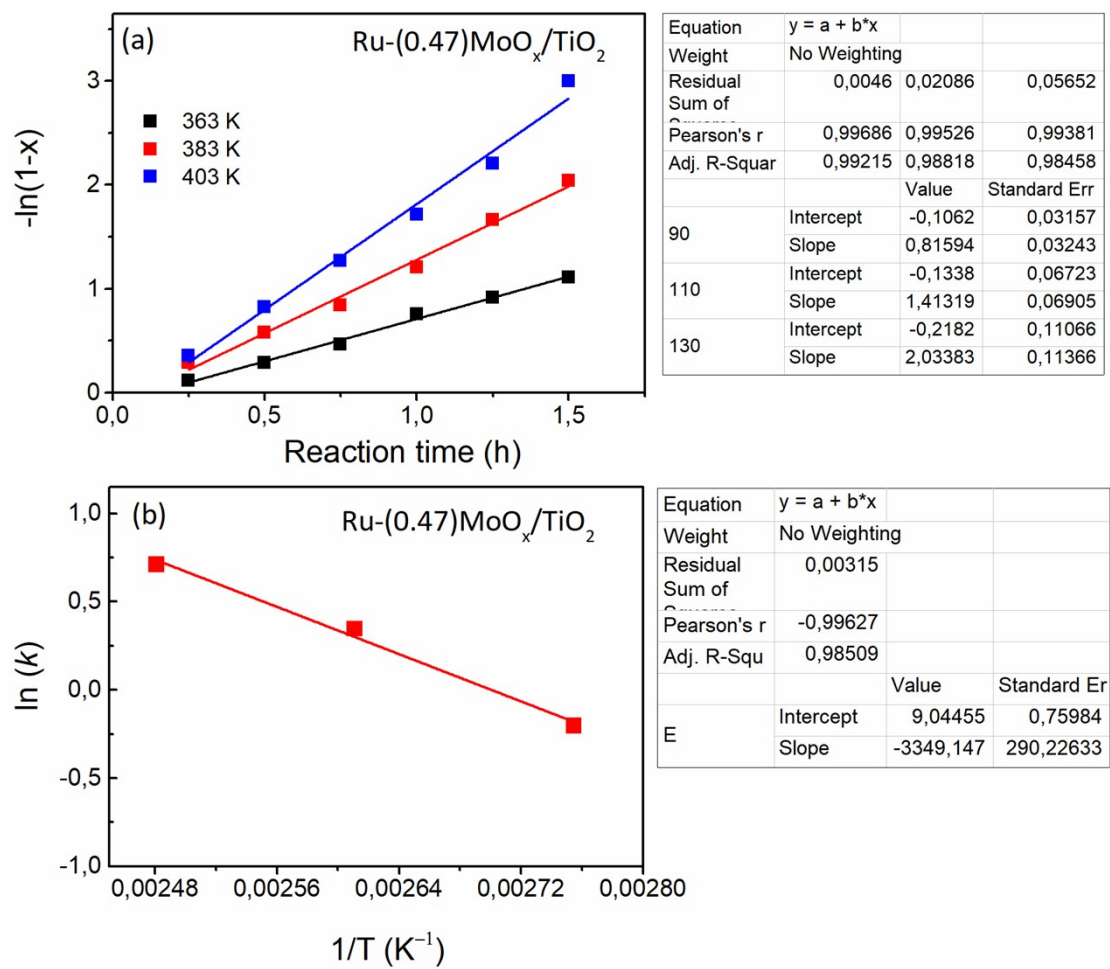 (a)
Ru-(0.47)MoOₓ/TiO₂
363 K
383 K
403 K
-ln(1-x)
3
2
1
0
0,0 0,5 1,0 1,5
Reaction time (h)
Equation y = a + b*x
Weight No Weighting
Residual 0,0046 0,02086 0,05652
Sum of
Pearson's r 0,99686 0,99526 0,99381
Adj. R-Squar 0,99215 0,98818 0,98458
Value Standard Err
90 Intercept -0,1062 0,03157
Slope 0,81594 0,03243
110 Intercept -0,1338 0,06723
Slope 1,41319 0,06905
130 Intercept -0,2182 0,11066
Slope 2,03383 0,11366
(b)
Ru-(0.47)MoOₓ/TiO₂
ln (k)
1,0
0,5
0,0
-0,5
-1,0
0,00248 0,00256 0,00264 0,00272 0,00280
1/T (K⁻¹)
Equation y = a + b*x
Weight No Weighting
Residual 0,00315
Sum of
Pearson's r -0,99627
Adj. R-Squ 0,98509
Value Standard Er
E Intercept 9,04455 0,75984
Slope -3349,147 290,22633